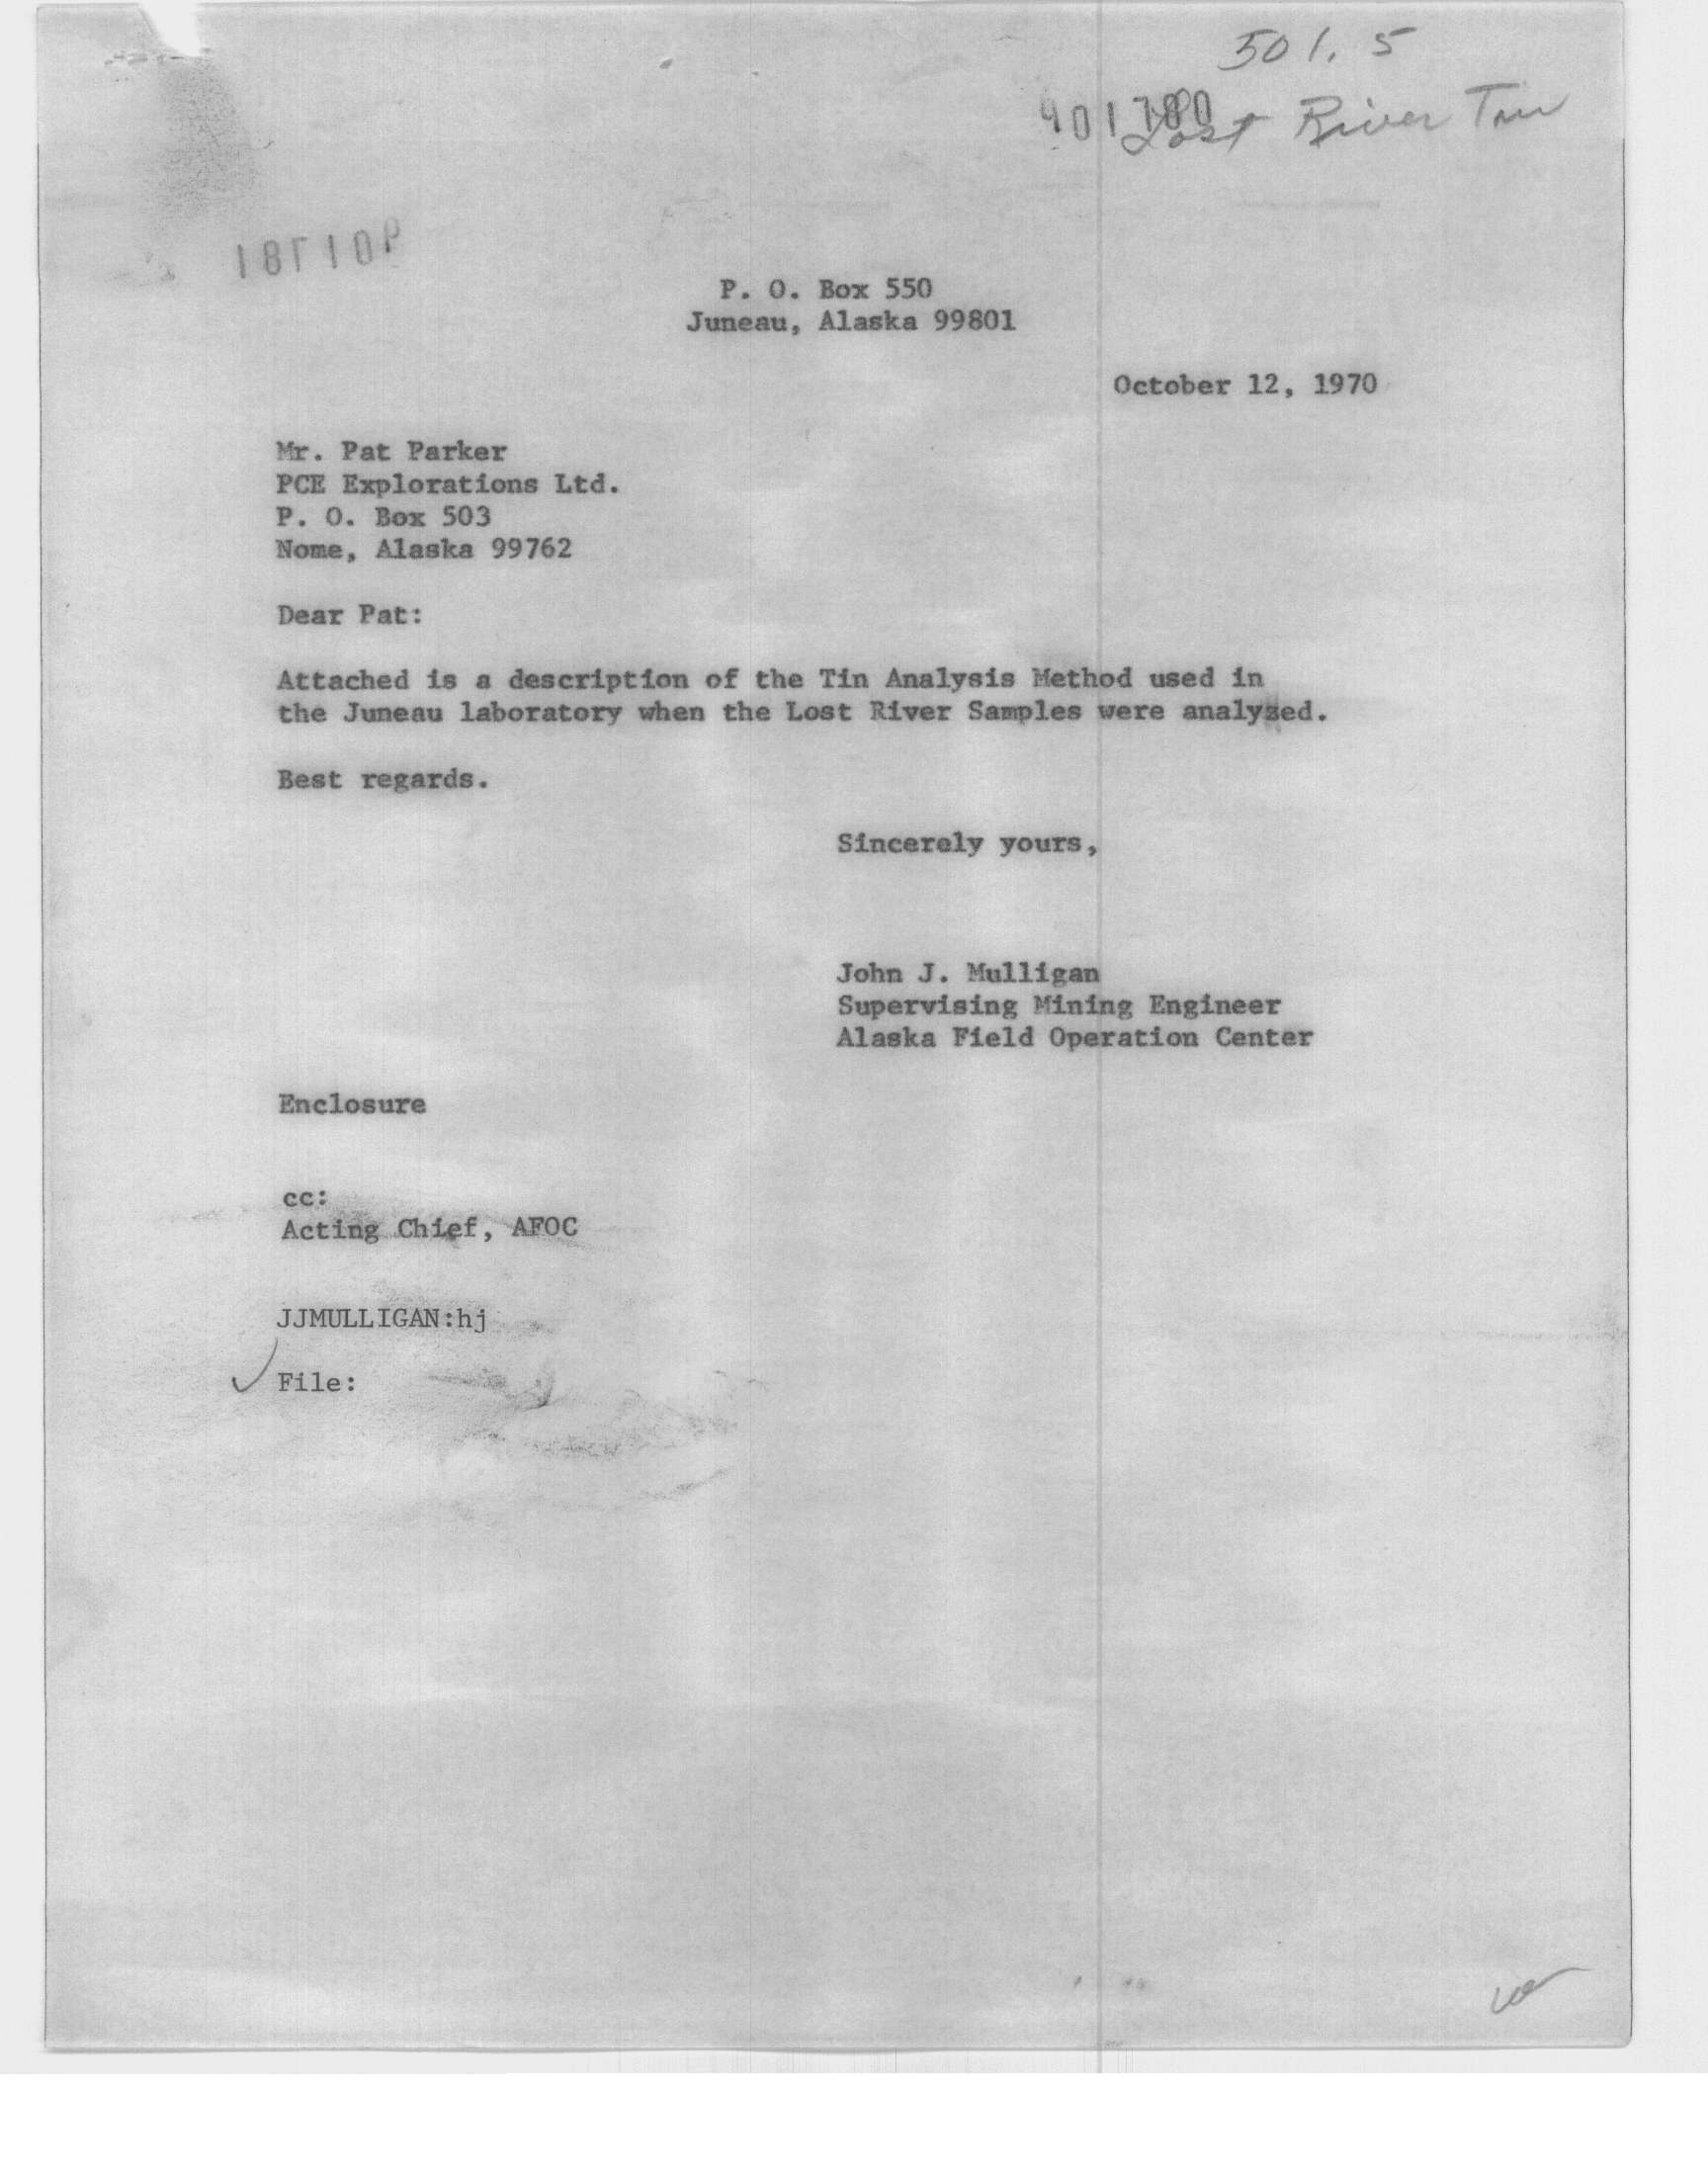 501.5
Lost River Tin
P. O. Box 550
Juneau, Alaska 99801
October 12, 1970
Mr. Pat Parker
PCE Explorations Ltd.
P. O. Box 503
Nome, Alaska 99762
Dear Pat:
Attached is a description of the Tin Analysis Method used in
the Juneau laboratory when the Lost River Samples were analyzed.
Best regards.
Sincerely yours,
John J. Mulligan
Supervising Mining Engineer
Alaska Field Operation Center
Enclosure
cc:
Acting Chief, AFOC
JJMULLIGAN:hj
File: